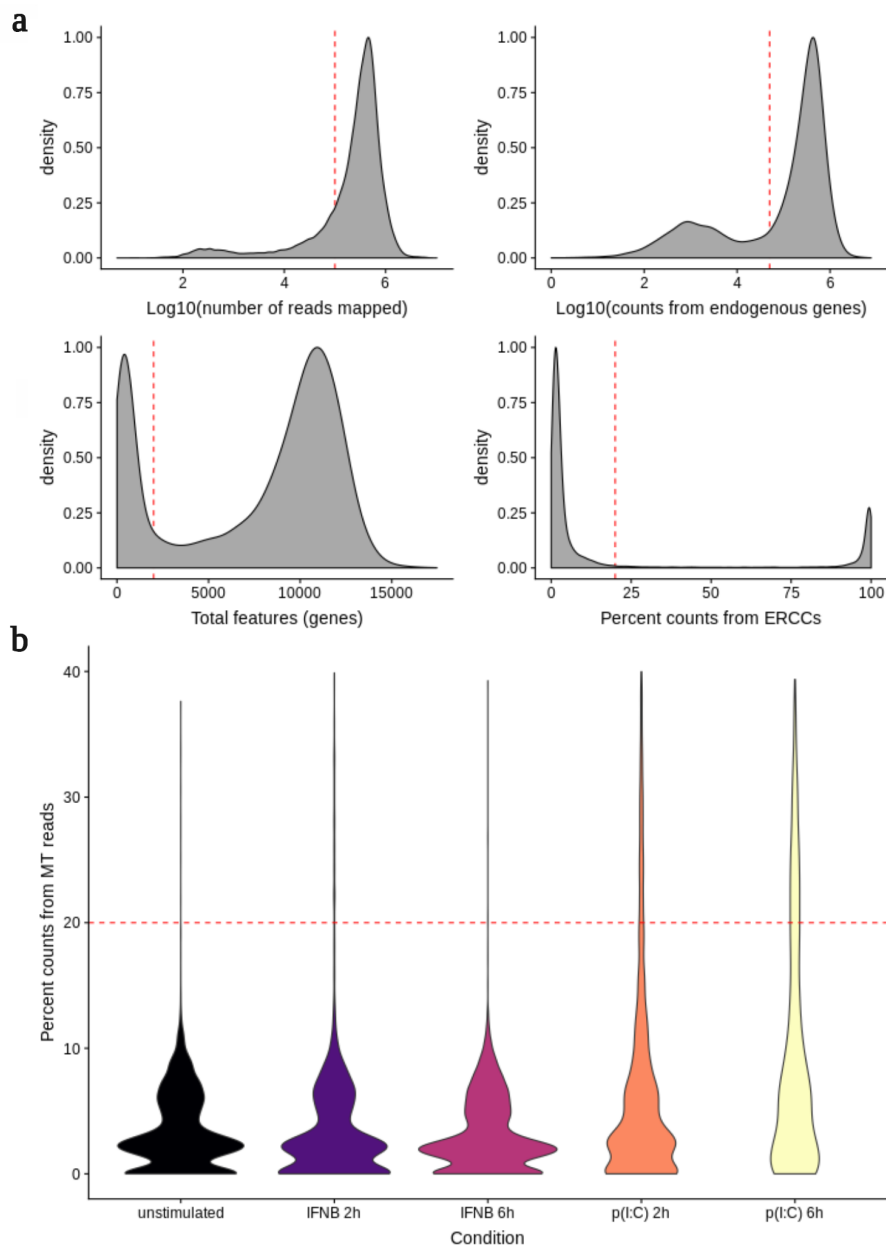 a
1.00
0.75
0.50
0.25
0.00
density
2 4 6
Log10(number of reads mapped)
1.00
0.75
0.50
0.25
0.00
density
0 2 4 6
Log10(counts from endogenous genes)
1.00
0.75
0.50
0.25
0.00
density
0 5000 10000 15000
Total features (genes)
1.00
0.75
0.50
0.25
0.00
density
0 25 50 75 100
Percent counts from ERCCs
b
40
30
20
10
0
Percent counts from MT reads
unstimulated IFNB 2h IFNB 6h p(I:C) 2h p(I:C) 6h
Condition